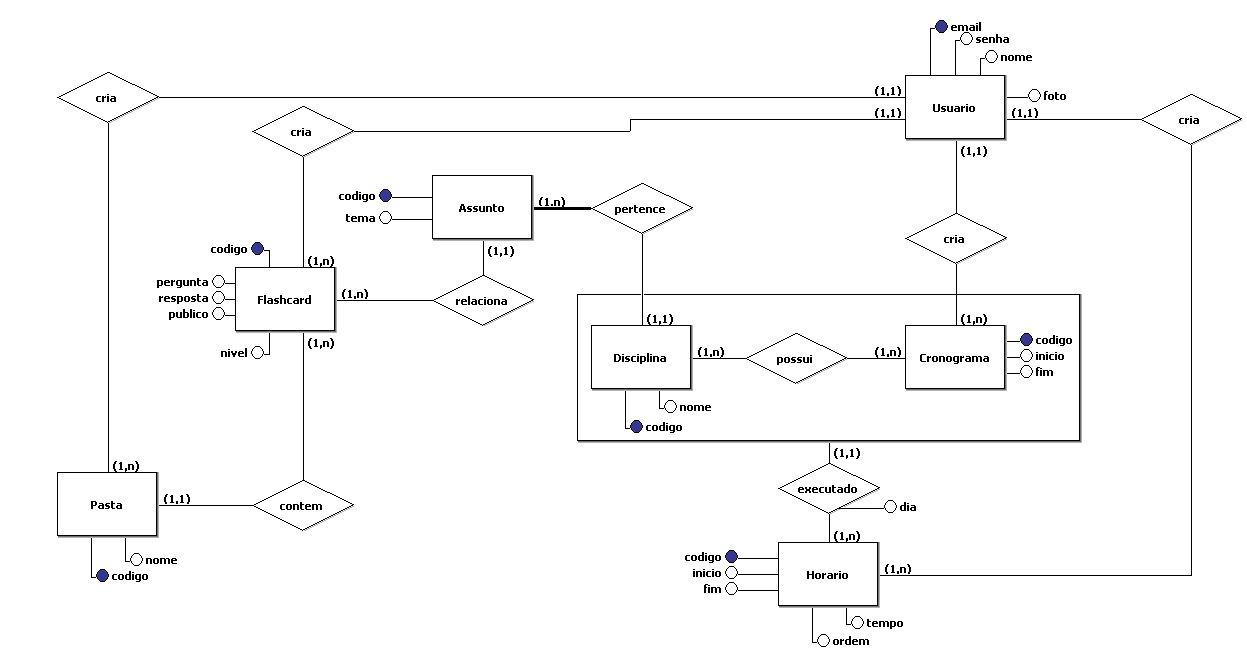 email
senha
nome
foto
Usuario
(1,1)
(1,1)
(1,1)
(1,1)
cria
cria
cria
cria
codigo
tema
Assunto
(1.n)
pertence
(1,1)
codigo
pergunta
resposta
publico
nivel
Flashcard
(1,n)
(1,n)
(1,n)
relaciona
(1,1)
Disciplina
(1,n)
nome
codigo
possui
(1,n)
(1,n)
Cronograma
codigo
inicio
fim
(1,n)
Pasta
(1,1)
nome
codigo
contem
(1,1)
executado
dia
(1,n)
codigo
inicio
fim
Horario
(1,n)
tempo
ordem